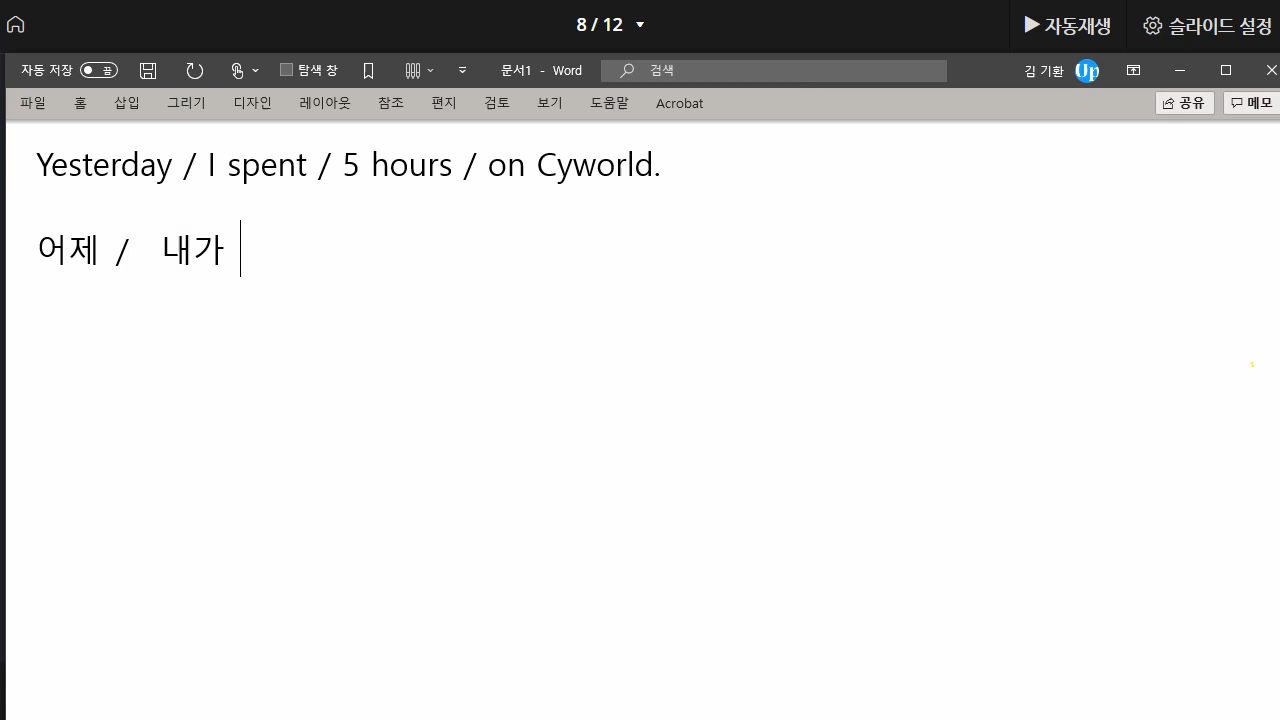 8 / 12
자동재생
슬라이드 설정
자동 저장 끔
탐색 창
문서1 - Word
검색
김 기환
Up
파일 홈 삽입 그리기 디자인 레이아웃 참조 편지 검토 보기 도움말 Acrobat
공유
메모
Yesterday / I spent / 5 hours / on Cyworld.
어제 / 내가